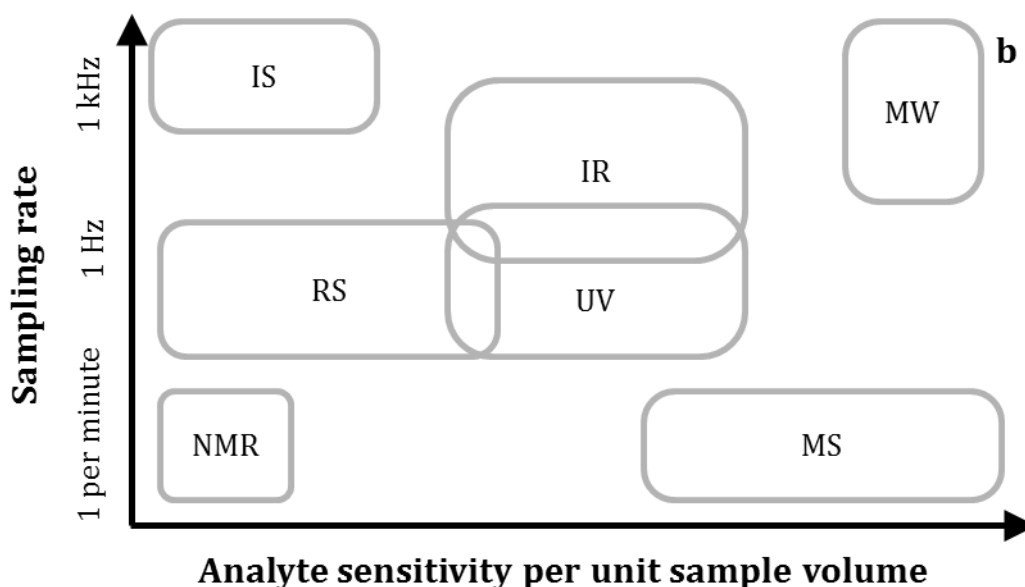 b
IS
MW
IR
RS
UV
NMR
MS
Sampling rate
1 kHz
1 Hz
1 per minute
Analyte sensitivity per unit sample volume